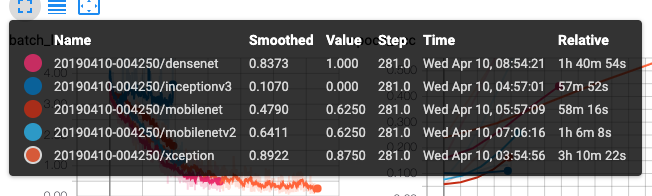 batch_l
Name Smoothed Value Step Time Relative
20190410-004250/densenet 0.8373 1.000 281.0 Wed Apr 10, 08:54:21 1h 40m 54s
20190410-004250/inceptionv3 0.1070 0.000 281.0 Wed Apr 10, 04:57:01 57m 52s
20190410-004250/mobilenet 0.4790 0.6250 281.0 Wed Apr 10, 05:57:09 58m 16s
20190410-004250/mobilenetv2 0.6411 0.6250 281.0 Wed Apr 10, 07:06:16 1h 6m 8s
20190410-004250/xception 0.8922 0.8750 281.0 Wed Apr 10, 03:54:56 3h 10m 22s
1.00
0.100
0.00